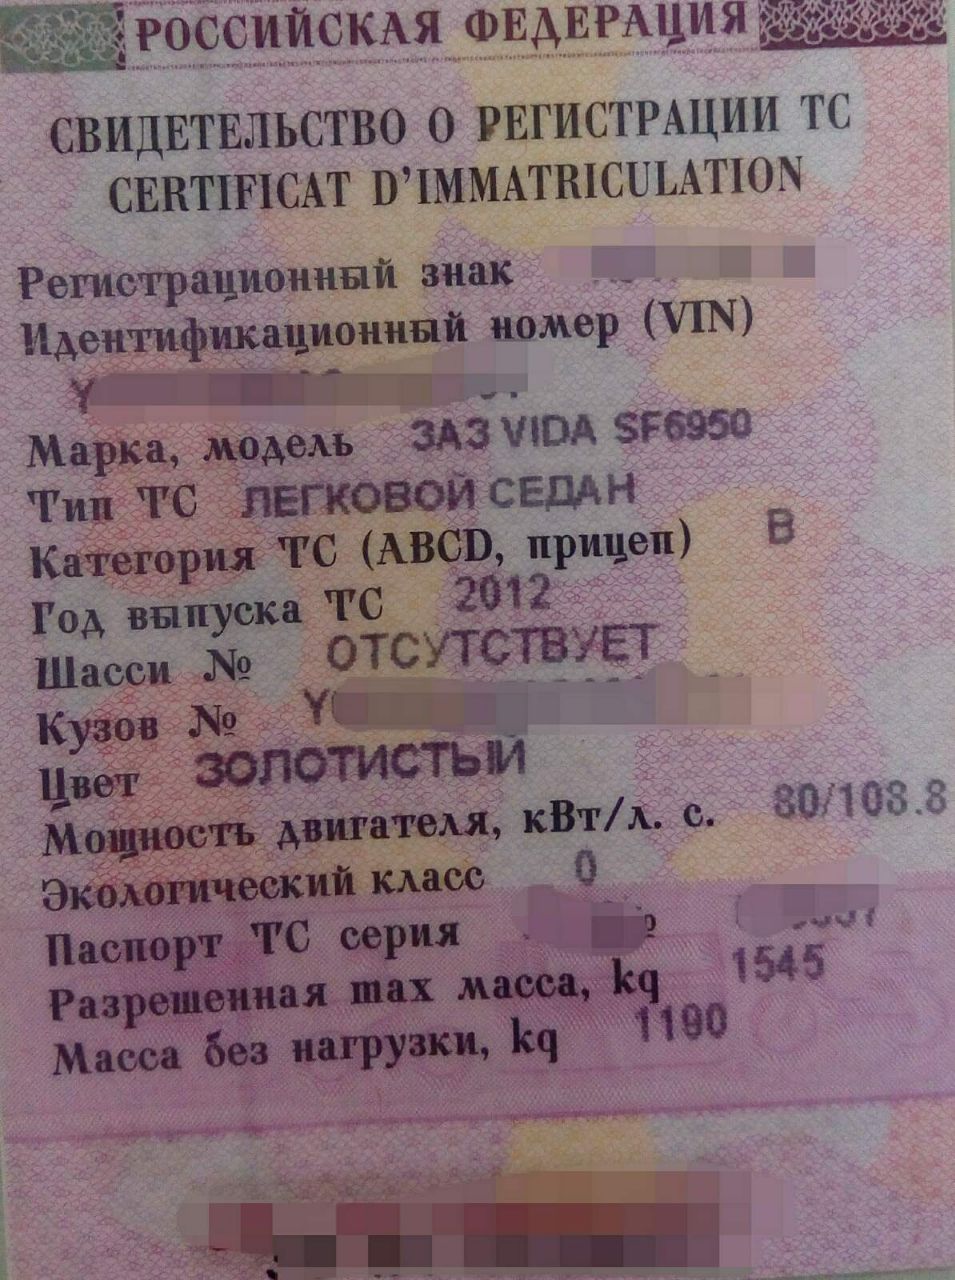 РОССИЙСКАЯ ФЕДЕРАЦИЯ
СВИДЕТЕЛЬСТВО О РЕГИСТРАЦИИ ТС
CERTIFICAT D'IMMATRICULATION
Регистрационный знак
Идентификационный номер (VIN)
Марка, модель ЗАЗ VIDA SF6950
Тип ТС ЛЕГКОВОЙ СЕДАН
Категория ТС (ABCD, прицеп) B
Год выпуска ТС 2012
Шасси № ОТСУТСТВУЕТ
Кузов №
Цвет ЗОЛОТИСТЫЙ
Мощность двигателя, кВт/л. с. 80/108.8
Экологический класс 0
Паспорт ТС серия
Разрешенная max масса, kq 1545
Масса без нагрузки, kq 1190